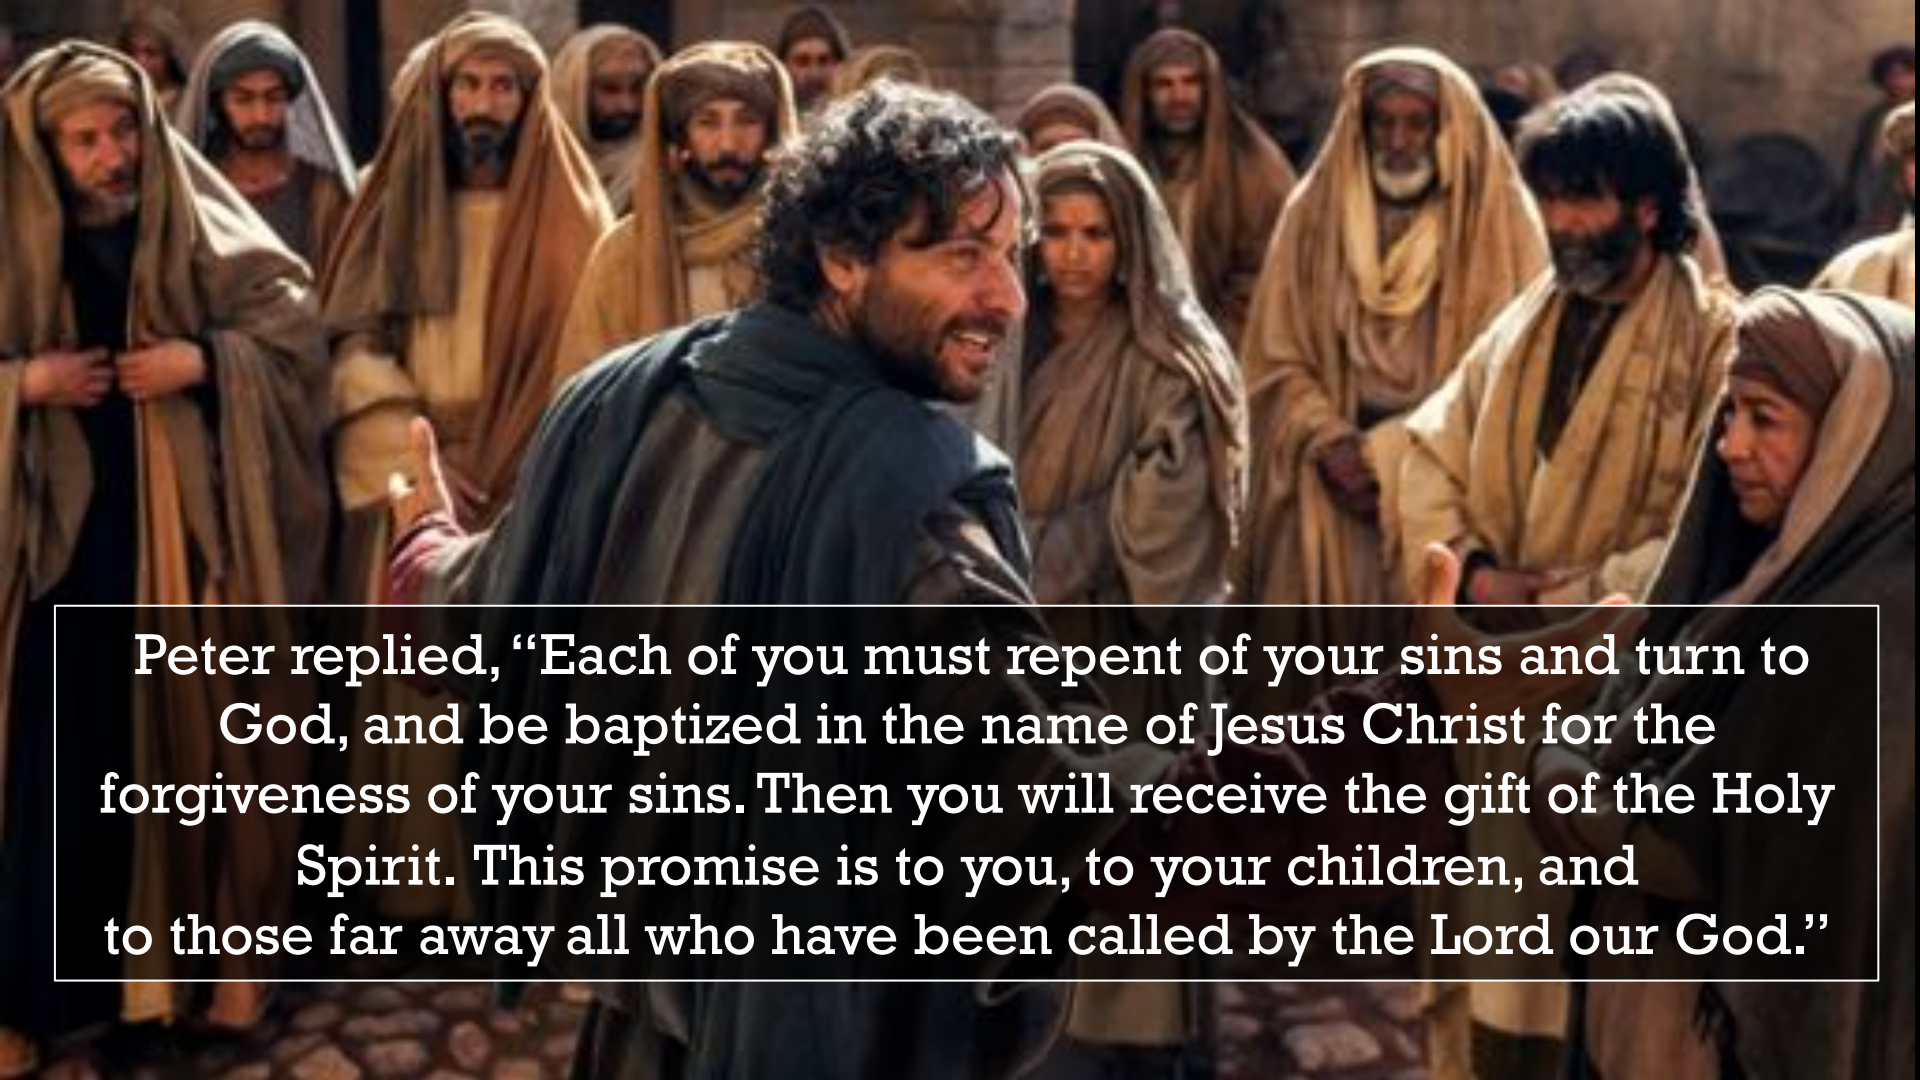 Peter replied, “Each of you must repent of your sins and turn to
God, and be baptized in the name of Jesus Christ for the
forgiveness of your sins. Then you will receive the gift of the Holy
Spirit. This promise is to you, to your children, and
to those far away all who have been called by the Lord our God.”